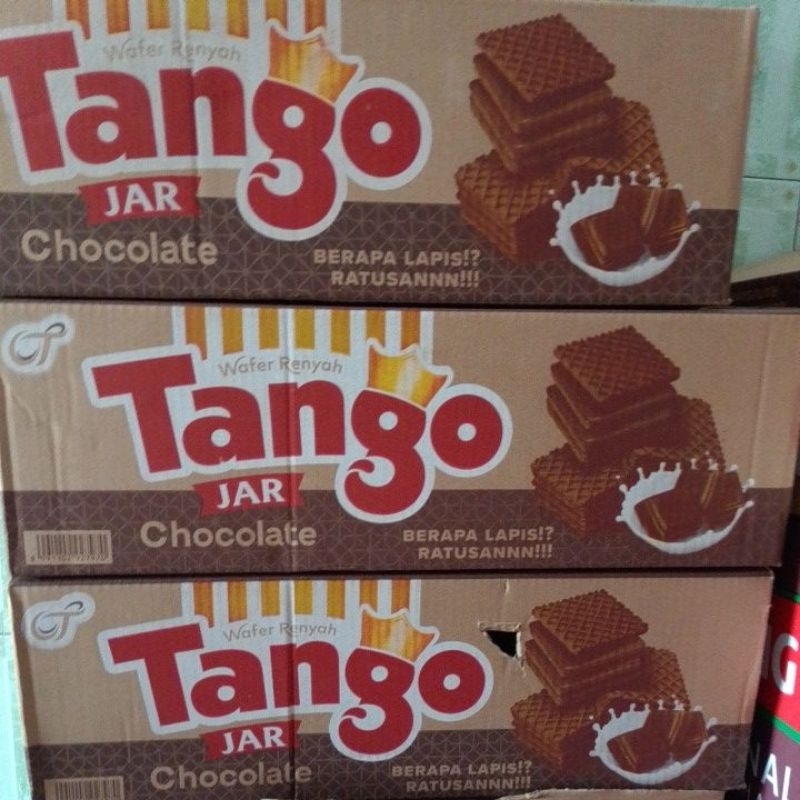 Wafer Renyah
Tango
JAR
Chocolate
BERAPA LAPIS!?
RATUSANNN!!!
Wafer Renyah
Tango
JAR
Chocolate
BERAPA LAPIS!?
RATUSANNN!!!
Wafer Renyah
Tango
JAR
Chocolate
BERAPA LAPIS!?
RATUSANNN!!!